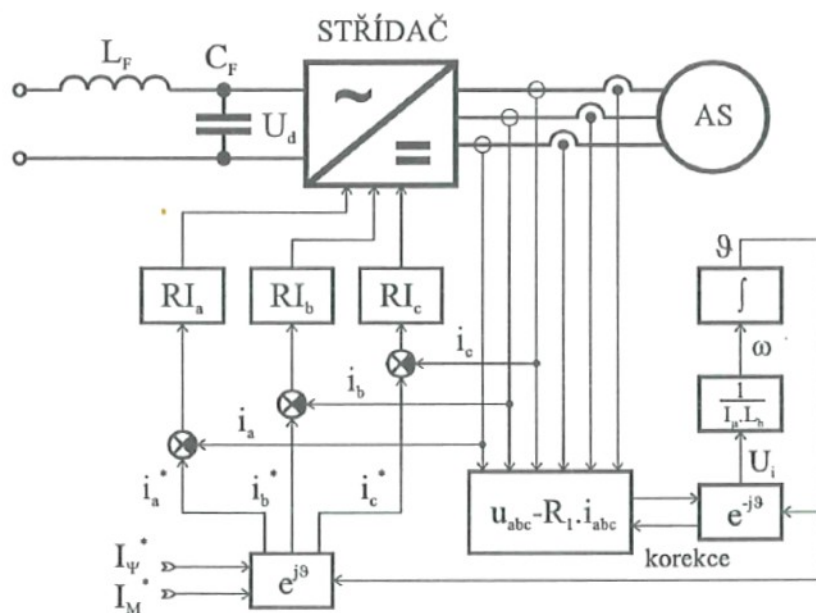 STŘÍDAČ
L_F
C_F
U_d
~
=
AS
RI_a
RI_b
RI_c
ϑ
∫
ω
1
I_μ.L_h
U_i
i_c
i_b
i_a
i_a*
i_b*
i_c*
u_abc-R_1.i_abc
e^-jϑ
korekce
I_Ψ*
I_M*
e^jϑ